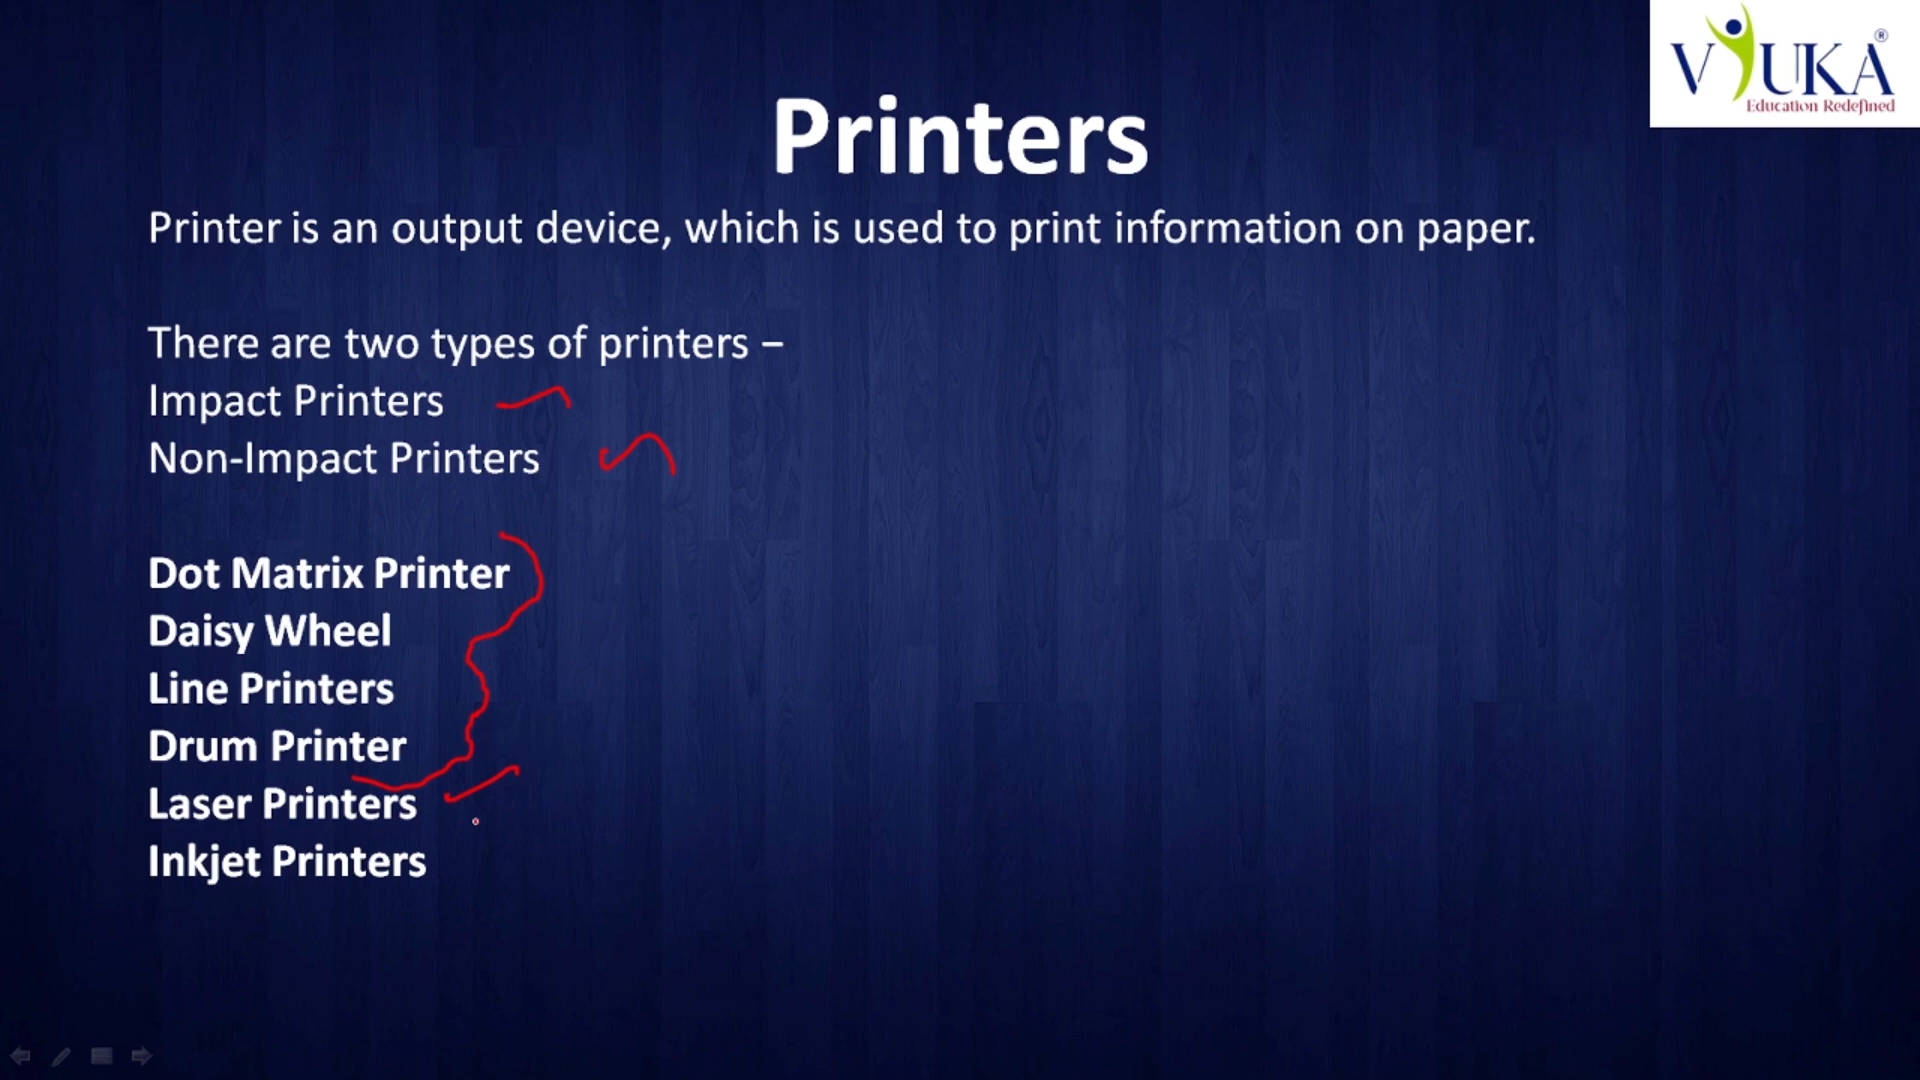 VYUKA®
Education Redefined
Printers
Printer is an output device, which is used to print information on paper.
There are two types of printers –
Impact Printers
Non-Impact Printers
Dot Matrix Printer
Daisy Wheel
Line Printers
Drum Printer
Laser Printers
Inkjet Printers